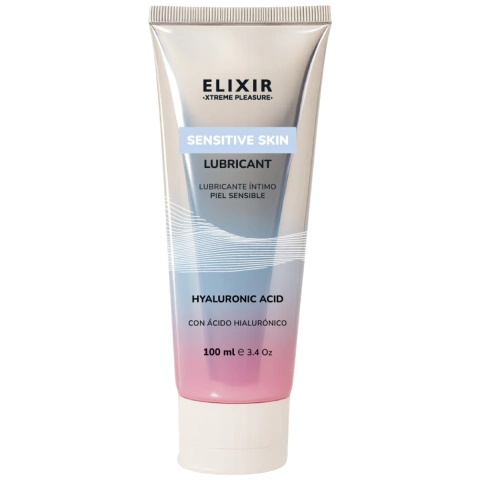 ELIXIR
•XTREME PLEASURE•
SENSITIVE SKIN
LUBRICANT
LUBRICANTE ÍNTIMO
PIEL SENSIBLE
HYALURONIC ACID
CON ÁCIDO HIALURÓNICO
100 ml ℮ 3.4 Oz